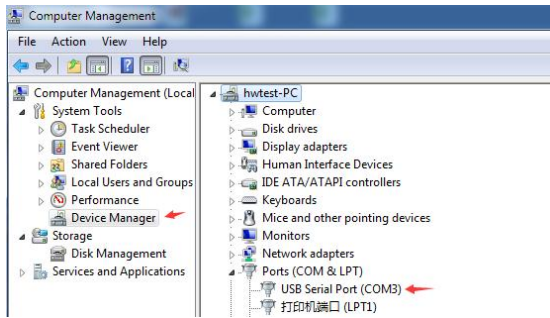 Computer Management
File Action View Help
Computer Management (Local
System Tools
Task Scheduler
Event Viewer
Shared Folders
Local Users and Groups
Performance
Device Manager
Storage
Disk Management
Services and Applications
hwtest-PC
Computer
Disk drives
Display adapters
Human Interface Devices
IDE ATA/ATAPI controllers
Keyboards
Mice and other pointing devices
Monitors
Network adapters
Ports (COM & LPT)
USB Serial Port (COM3)
打印机端口 (LPT1)